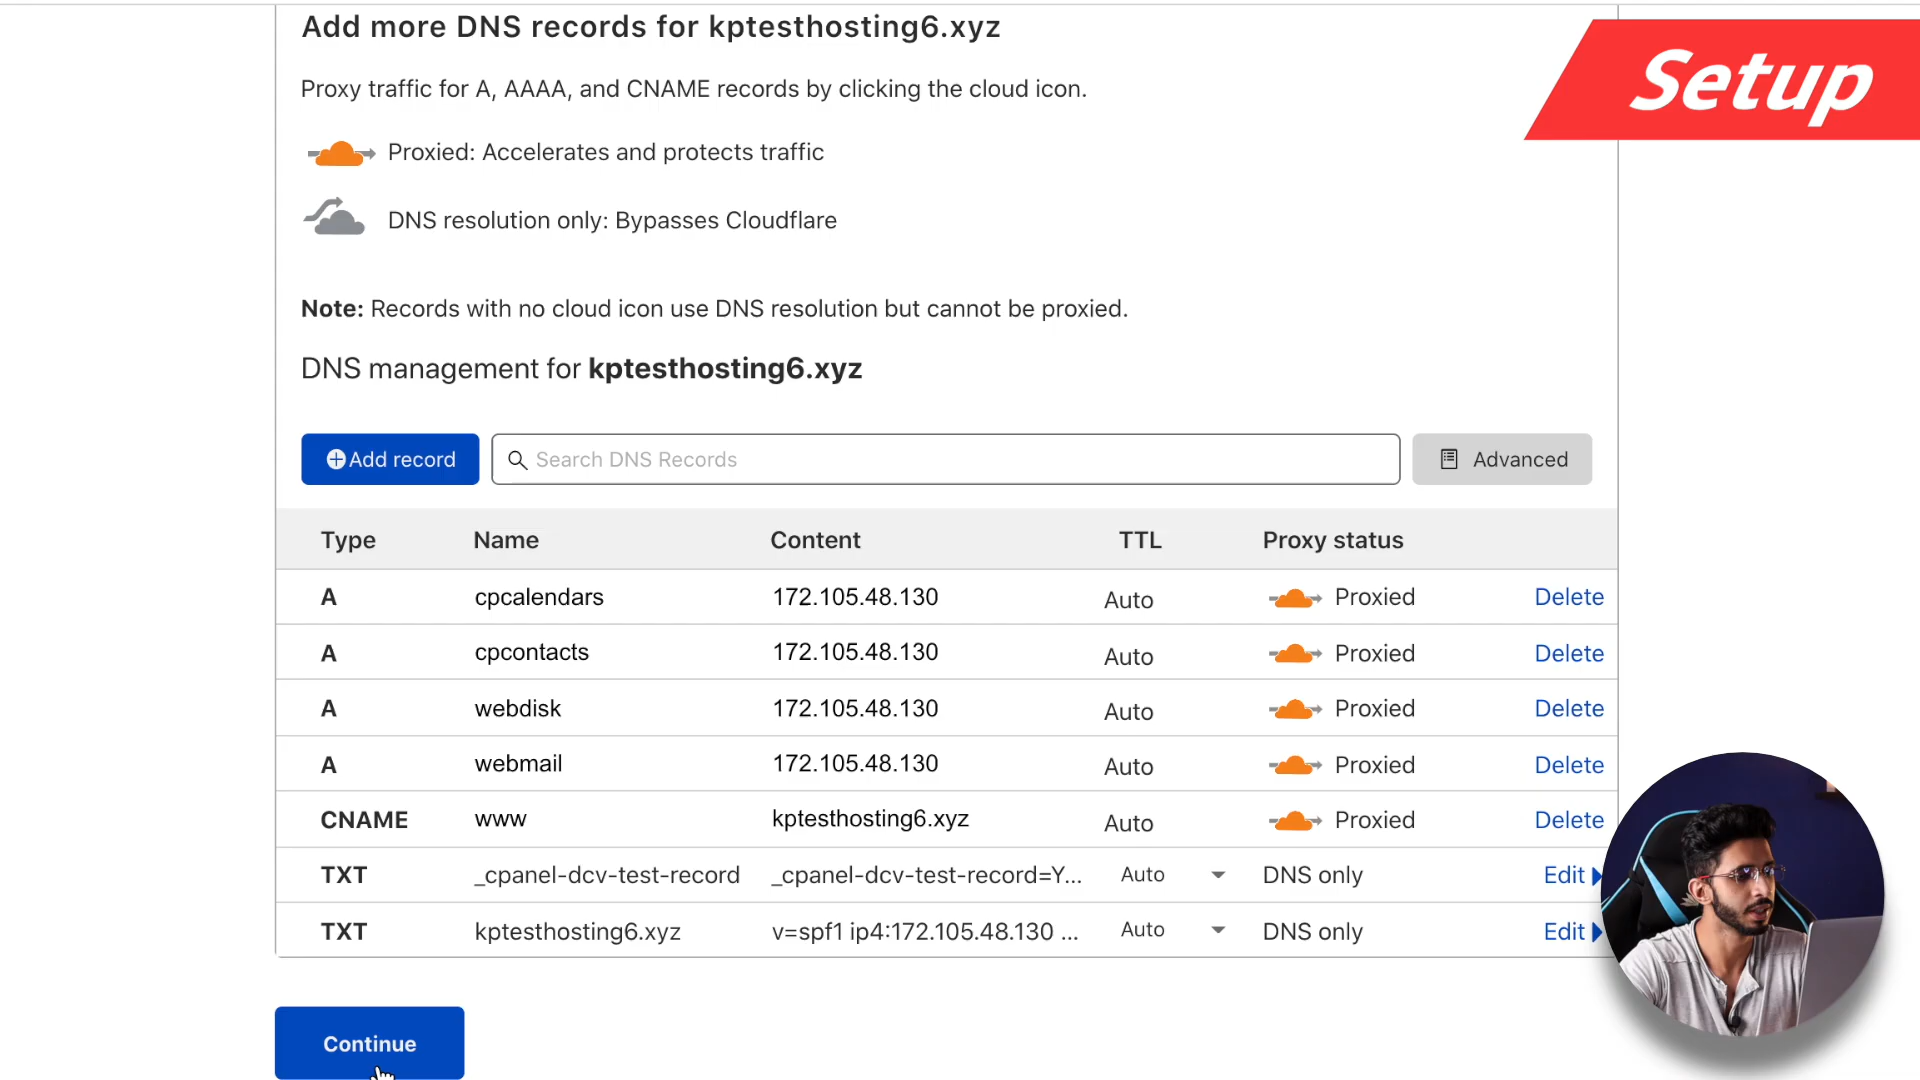 Add more DNS records for kptesthosting6.xyz
Setup
Proxy traffic for A, AAAA, and CNAME records by clicking the cloud icon.
Proxied: Accelerates and protects traffic
DNS resolution only: Bypasses Cloudflare
Note: Records with no cloud icon use DNS resolution but cannot be proxied.
DNS management for kptesthosting6.xyz
Add record Search DNS Records Advanced
Type Name Content TTL Proxy status
A cpcalendars 172.105.48.130 Auto Proxied Delete
A cpcontacts 172.105.48.130 Auto Proxied Delete
A webdisk 172.105.48.130 Auto Proxied Delete
A webmail 172.105.48.130 Auto Proxied Delete
CNAME www kptesthosting6.xyz Auto Proxied Delete
TXT _cpanel-dcv-test-record _cpanel-dcv-test-record=Y... Auto DNS only Edit
TXT kptesthosting6.xyz v=spf1 ip4:172.105.48.130 ... Auto DNS only Edit
Continue